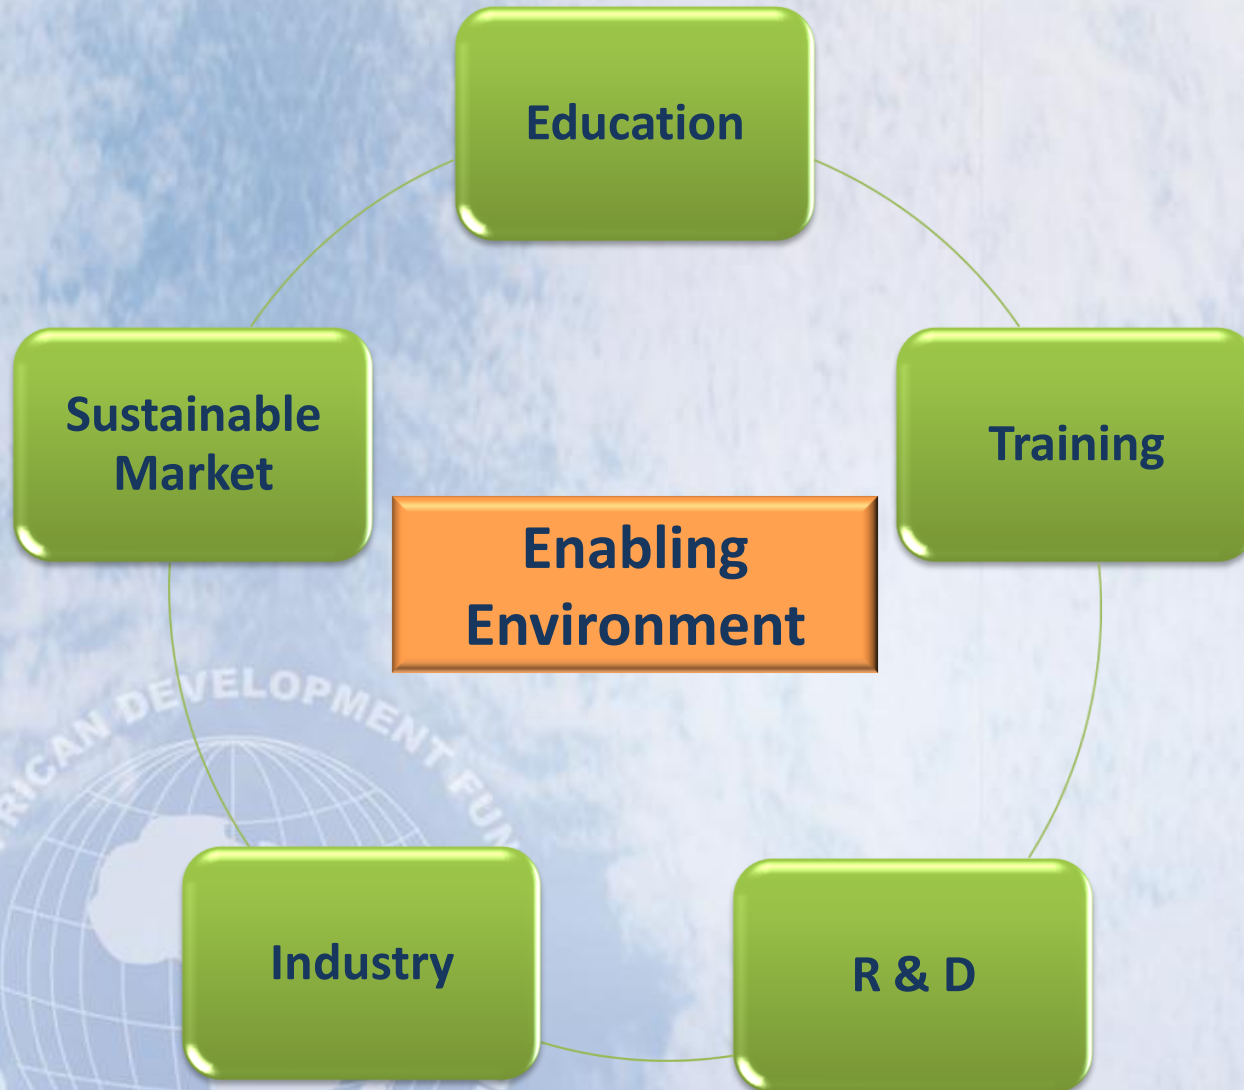 Education
Sustainable
Market
Training
Enabling
Environment
DEVELOPMENT
Industry
R & D